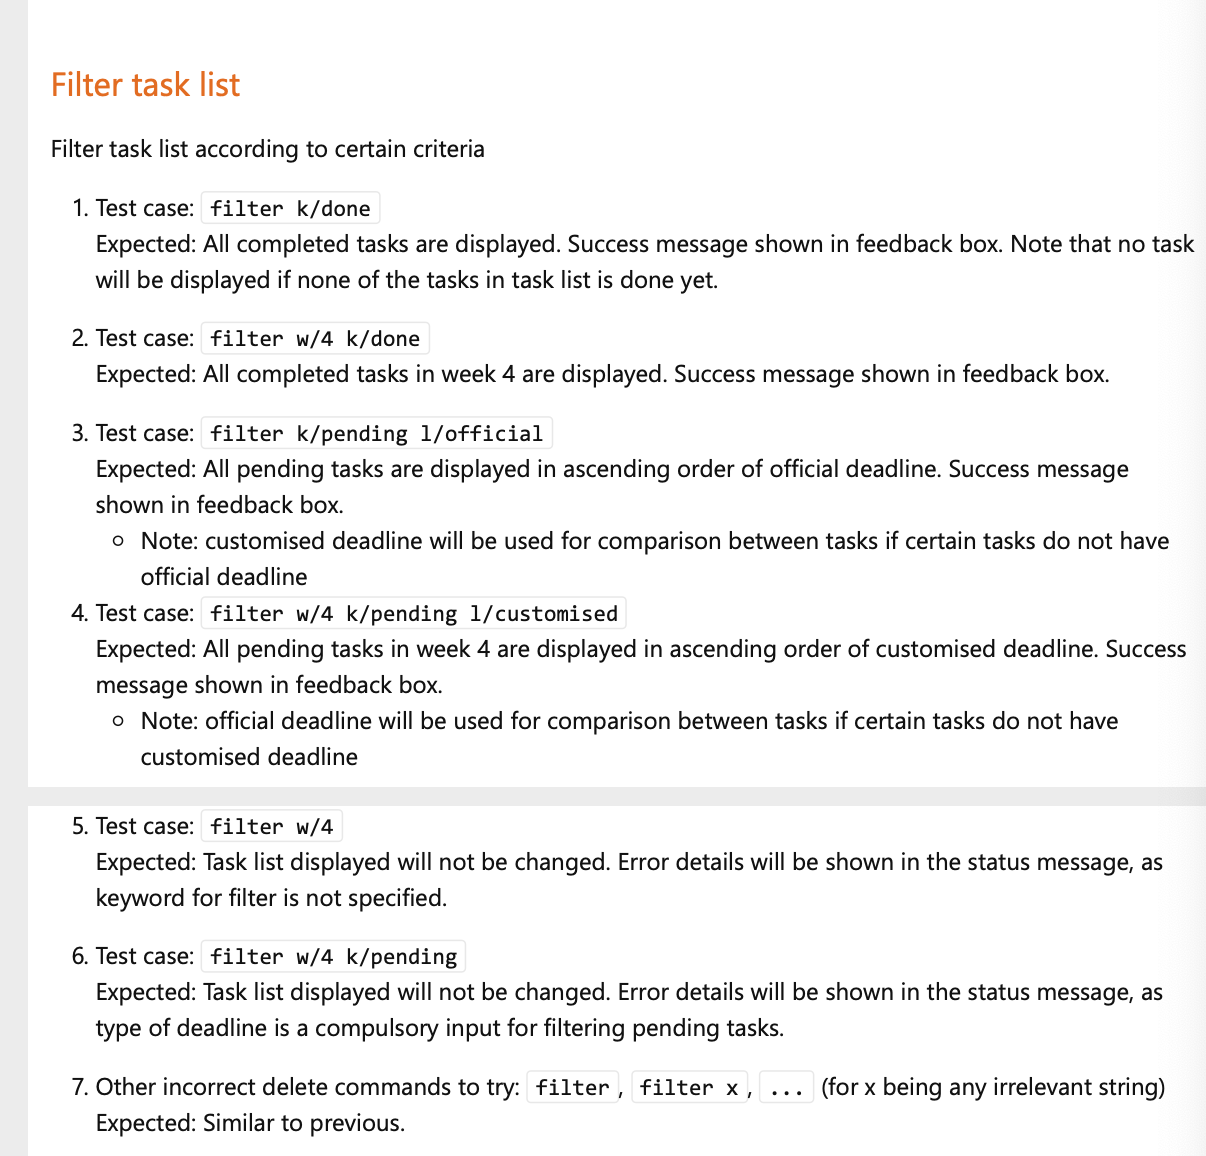 Filter task list
Filter task list according to certain criteria
1. Test case: filter k/done
Expected: All completed tasks are displayed. Success message shown in feedback box. Note that no task
will be displayed if none of the tasks in task list is done yet.
2. Test case: filter w/4 k/done
Expected: All completed tasks in week 4 are displayed. Success message shown in feedback box.
3. Test case: filter k/pending l/official
Expected: All pending tasks are displayed in ascending order of official deadline. Success message
shown in feedback box.
◦ Note: customised deadline will be used for comparison between tasks if certain tasks do not have
official deadline
4. Test case: filter w/4 k/pending l/customised
Expected: All pending tasks in week 4 are displayed in ascending order of customised deadline. Success
message shown in feedback box.
◦ Note: official deadline will be used for comparison between tasks if certain tasks do not have
customised deadline
5. Test case: filter w/4
Expected: Task list displayed will not be changed. Error details will be shown in the status message, as
keyword for filter is not specified.
6. Test case: filter w/4 k/pending
Expected: Task list displayed will not be changed. Error details will be shown in the status message, as
type of deadline is a compulsory input for filtering pending tasks.
7. Other incorrect delete commands to try: filter, filter x, ... (for x being any irrelevant string)
Expected: Similar to previous.